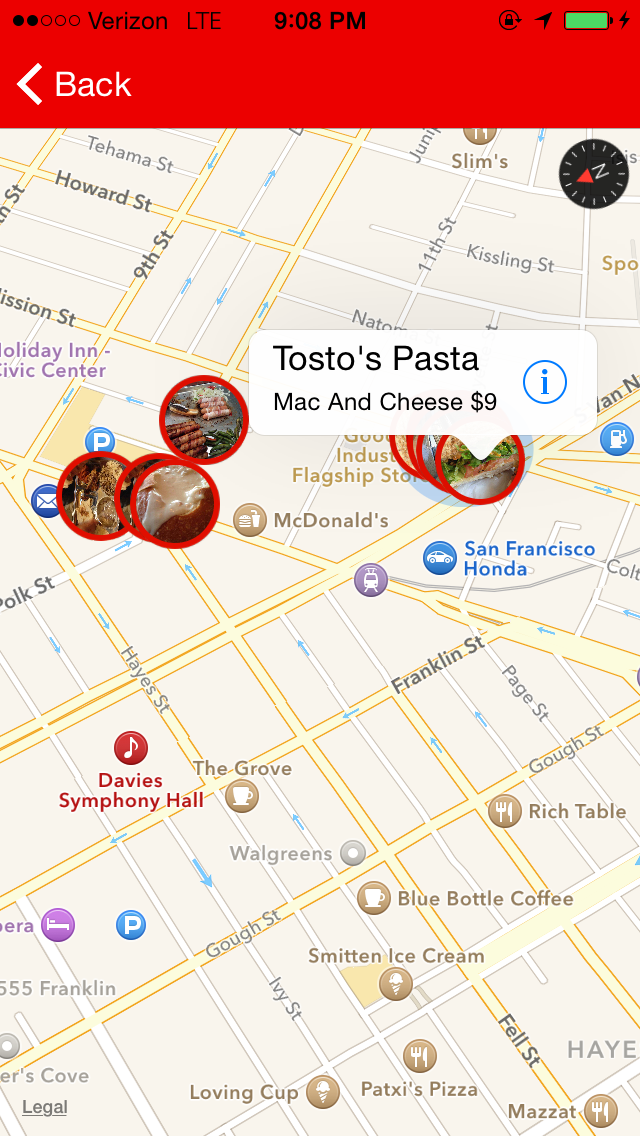 Verizon LTE 9:08 PM
Back
Tehama St
Slim's
Howard St
9th St
11th St
Kissling St
Spo
Mission St
Natom
Holiday Inn -
Civic Center
Tosto's Pasta
Mac And Cheese $9
i
Van N
P
Good
Indust
Flagship Sto
McDonald's
San Francisco
Honda
Colt
Polk St
Hayes St
Franklin St
Page St
Gough St
Davies
Symphony Hall
The Grove
Rich Table
Walgreens
Blue Bottle Coffee
pera
P
Gough St
Smitten Ice Cream
555 Franklin
Ivy St
Fell St
HAYE
er's Cove
Loving Cup
Patxi's Pizza
Mazzat
Legal